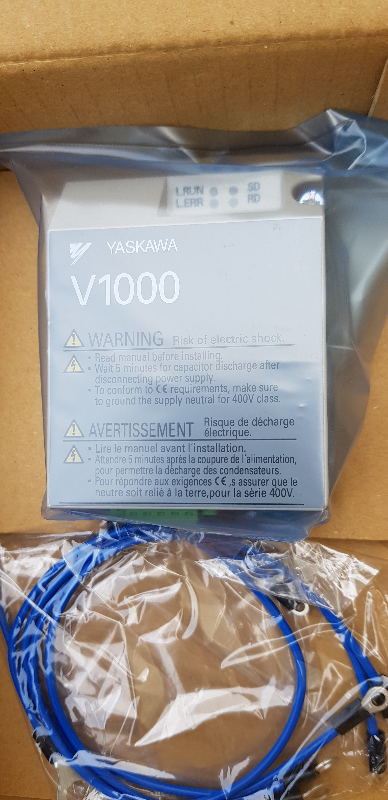 L.RUN SD
L.ERR RD
YASKAWA
V1000
WARNING Risk of electric shock.
• Read manual before installing.
• Wait 5 minutes for capacitor discharge after
disconnecting power supply.
• To conform to CE requirements, make sure
to ground the supply neutral for 400V class.
AVERTISSEMENT Risque de décharge
électrique.
• Lire le manuel avant l'installation.
• Attendre 5 minutes après la coupure de l'alimentation,
pour permettre la décharge des condensateurs.
• Pour répondre aux exigences CE, s assurer que le
neutre soit relié à la terre, pour la série 400V.